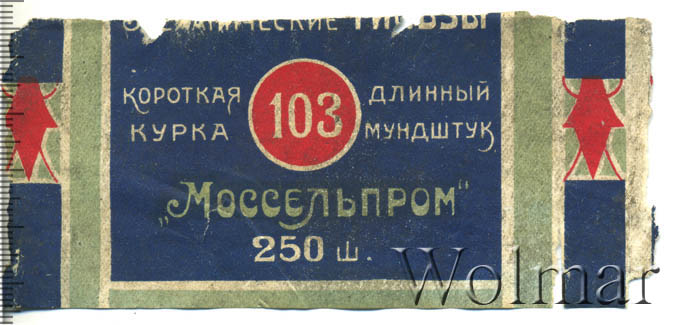 ГИЛЬЗЫ
КОРОТКАЯ 103 ДЛИННЫЙ
КУРКА МУНДШТУК
„Моссельпром"
250 ш.
Wolmar